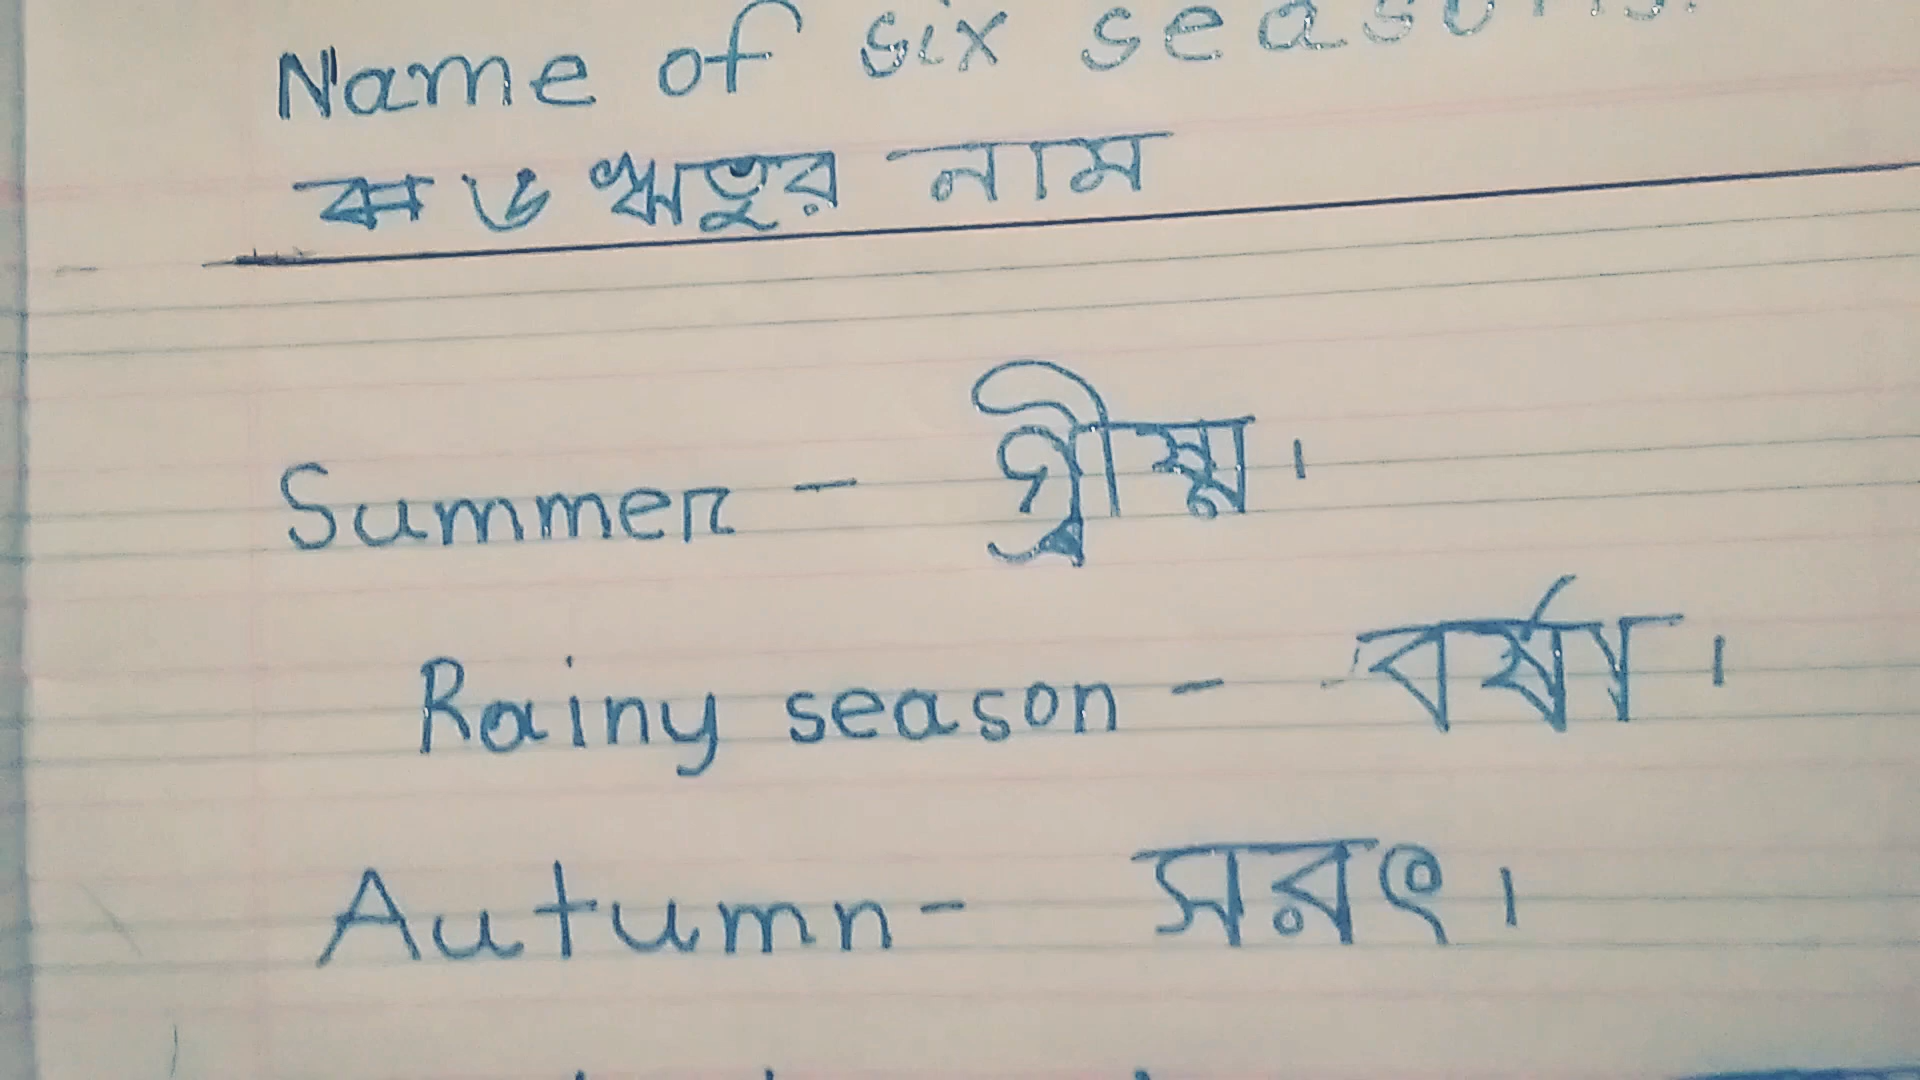 Name of six seasons.
৬ ঋতুর নাম
Summer - গ্রীষ্ম।
Rainy season - বর্ষা।
Autumn - সরৎ।